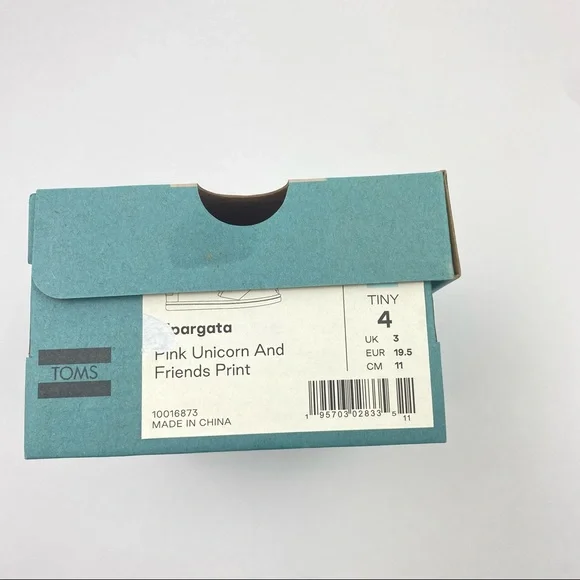 TOMS
pargata
Pink Unicorn And
Friends Print
10016873
MADE IN CHINA
TINY
4
UK 3
EUR 19.5
CM 11
1 95703 02833 5
11